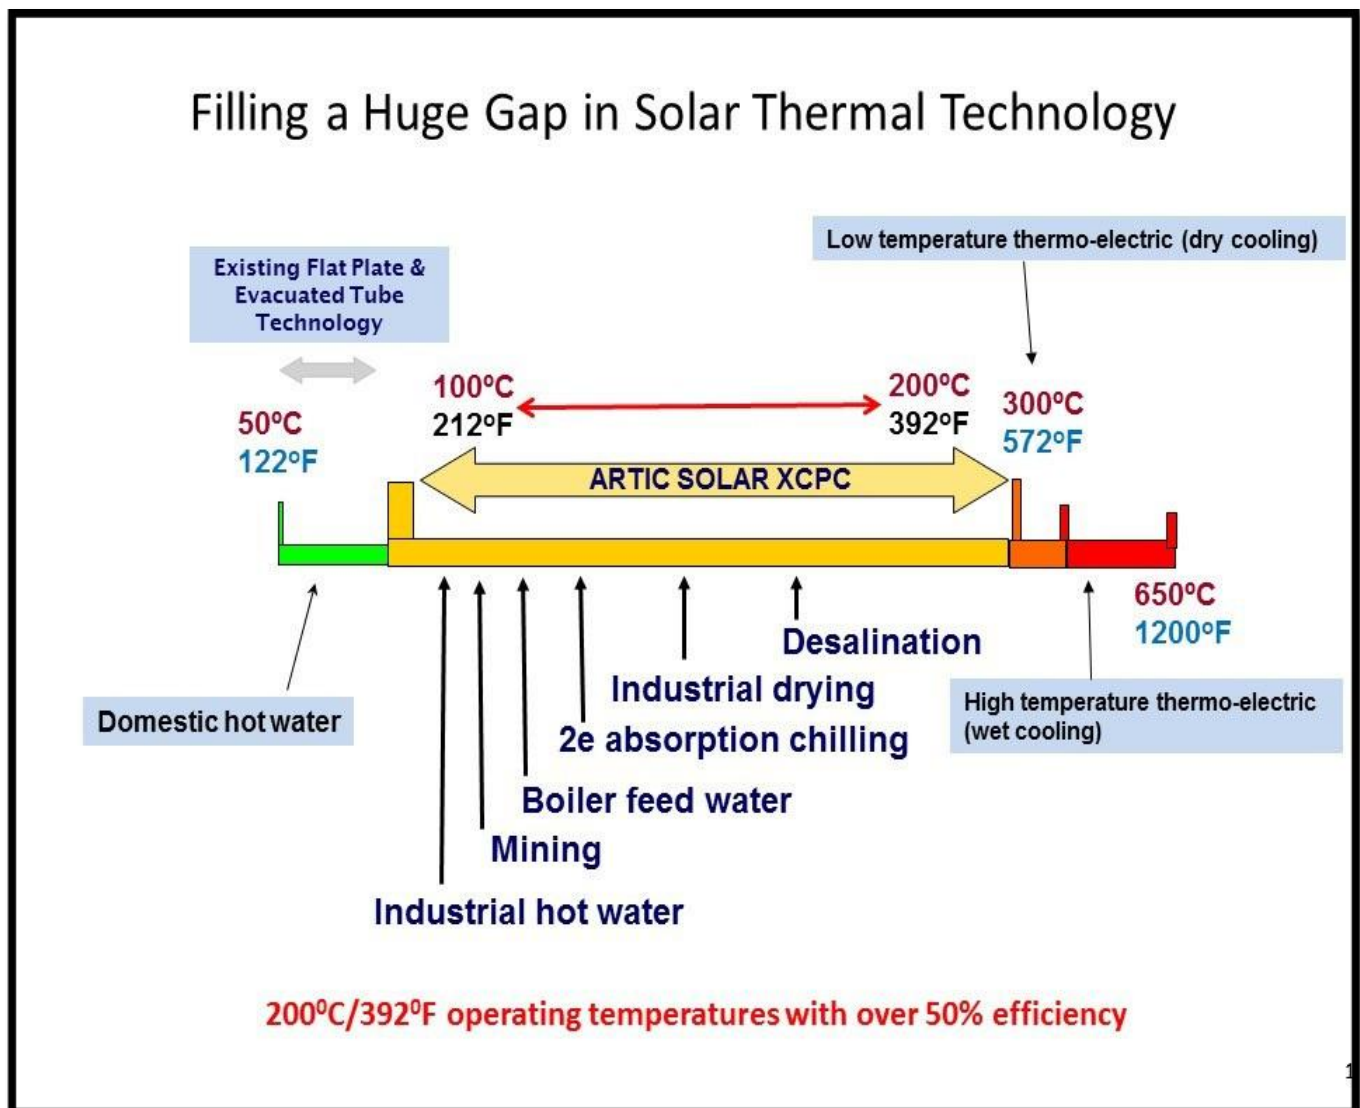 Filling a Huge Gap in Solar Thermal Technology
Low temperature thermo-electric (dry cooling)
Existing Flat Plate &
Evacuated Tube
Technology
50ºC
122ºF
100ºC
212ºF
200ºC
392ºF
300ºC
572ºF
ARTIC SOLAR XCPC
650ºC
1200ºF
Desalination
Industrial drying
2e absorption chilling
Boiler feed water
Mining
Industrial hot water
Domestic hot water
High temperature thermo-electric
(wet cooling)
200⁰C/392⁰F operating temperatures with over 50% efficiency
1